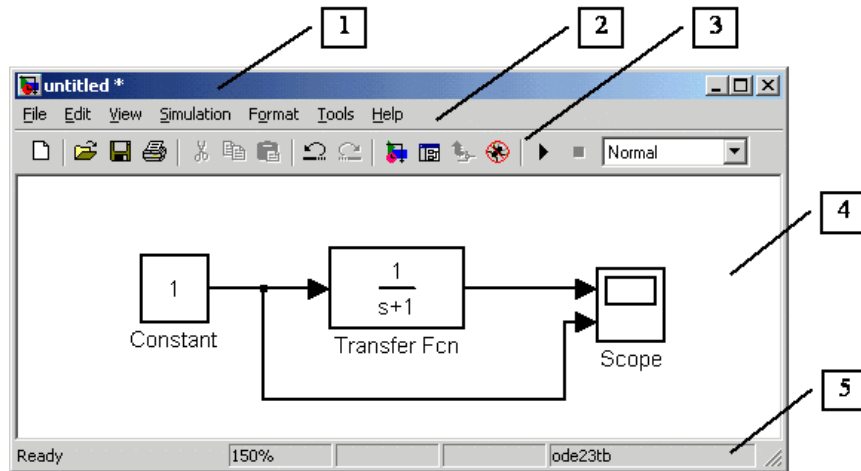 1 2 3
untitled *
File Edit View Simulation Format Tools Help
Normal
4
1
1
s+1
Constant
Transfer Fcn
Scope
5
Ready 150% ode23tb